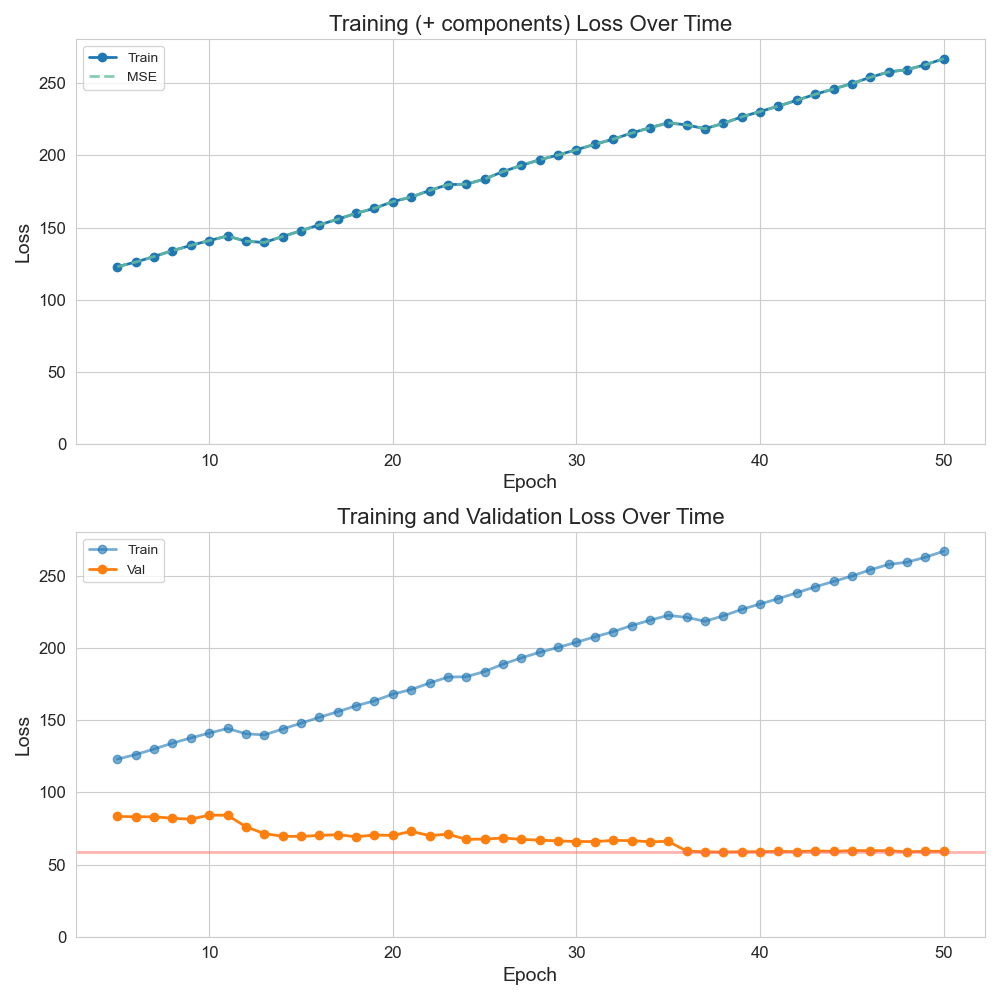 Training (+ components) Loss Over Time
Train
MSE
Loss
250
200
150
100
50
0
10 20 30 40 50
Epoch
Training and Validation Loss Over Time
Train
Val
Loss
250
200
150
100
50
0
10 20 30 40 50
Epoch